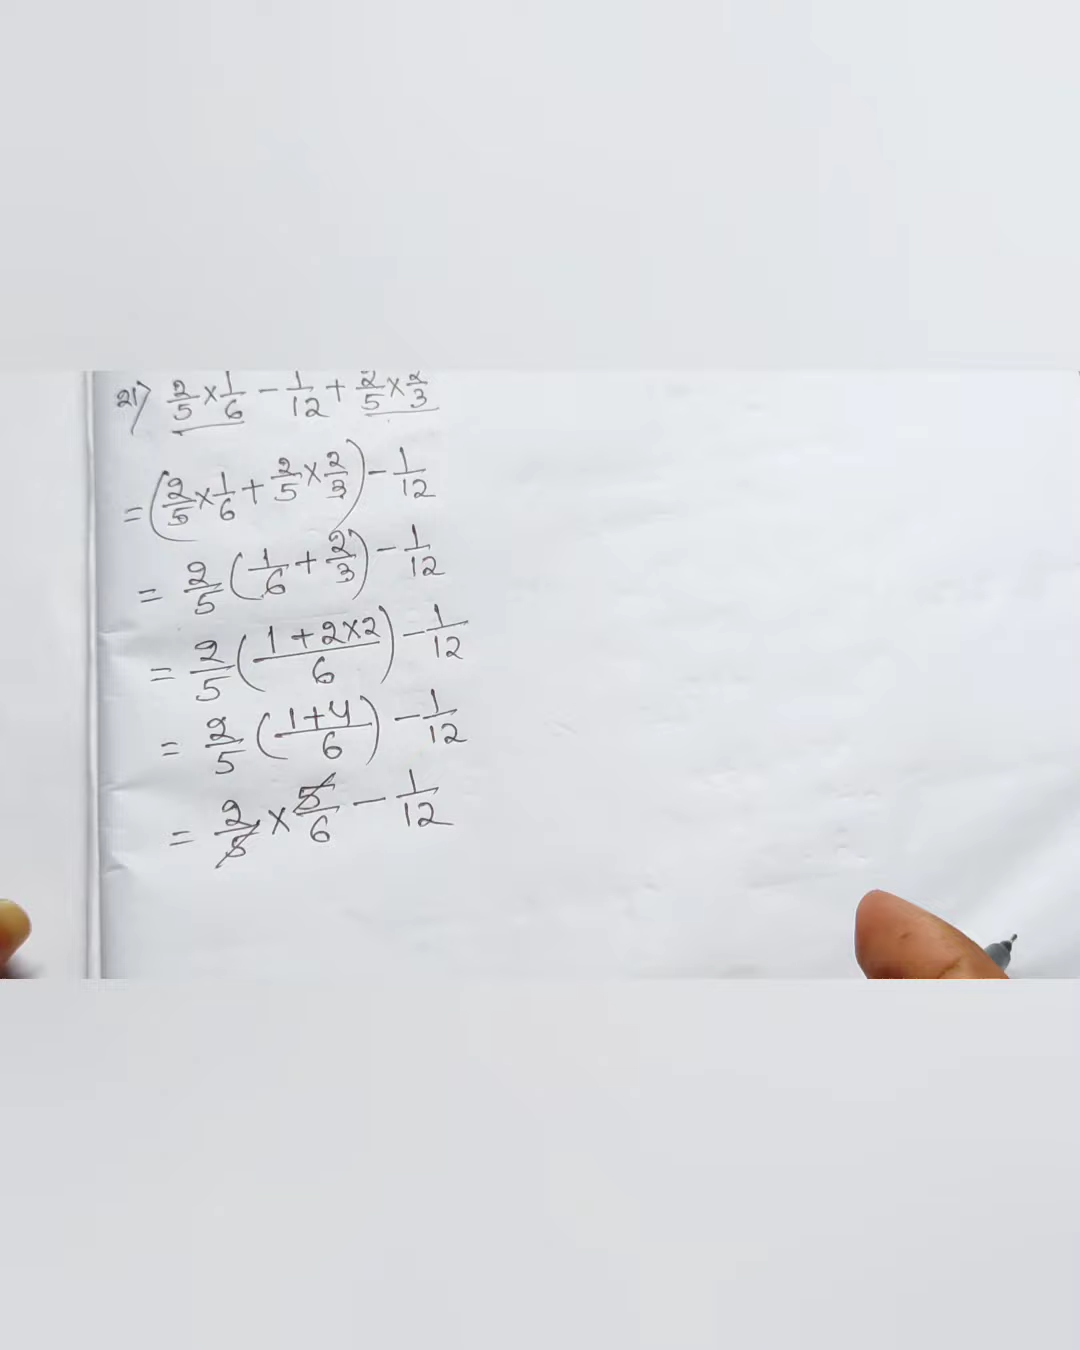 21) 2/5 × 1/6 - 1/12 + 2/5 × 2/3
= (2/5 × 1/6 + 2/5 × 2/3) - 1/12
= 2/5 (1/6 + 2/3) - 1/12
= 2/5 ((1+2×2)/6) - 1/12
= 2/5 ((1+4)/6) - 1/12
= 2/5 × 5/6 - 1/12